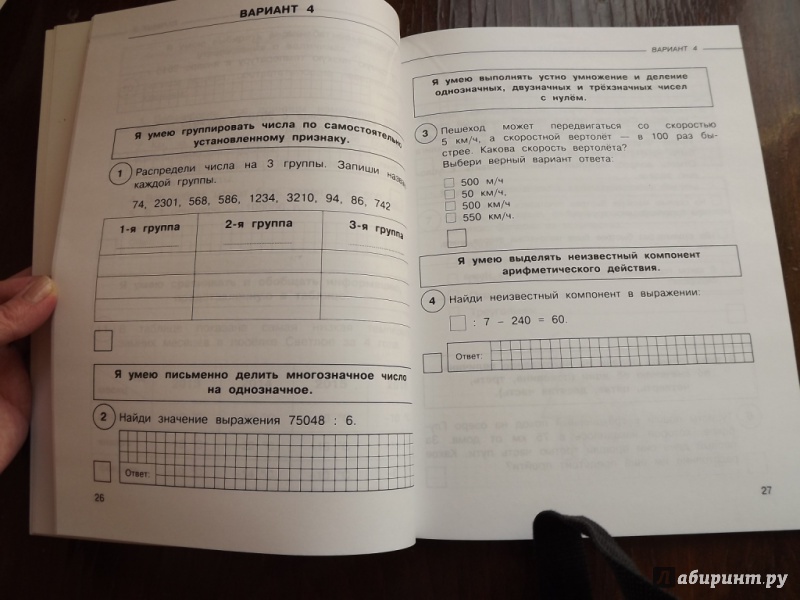 ВАРИАНТ 4
Я умею группировать числа по самостоятельно
установленному признаку.
1 Распредели числа на 3 группы. Запиши
каждой группы.
74, 2301, 568, 586, 1234, 3210, 94, 86, 742
1-я группа 2-я группа 3-я группа
Я умею письменно делить многозначное число
на однозначное.
2 Найди значение выражения 75048 : 6.
Ответ:
26
ВАРИАНТ 4
Я умею выполнять устно умножение и деление
однозначных, двузначных и трёхзначных чисел
с нулём.
3 Пешеход может передвигаться со скоростью
5 км/ч, а скоростной вертолёт — в 100 раз бы-
стрее. Какова скорость вертолёта?
Выбери верный вариант ответа:
500 м/ч
50 км/ч,
500 км/ч
550 км/ч.
Я умею выделять неизвестный компонент
арифметического действия.
4 Найди неизвестный компонент в выражении:
: 7 – 240 = 60.
Ответ:
27
Лабиринт.ру